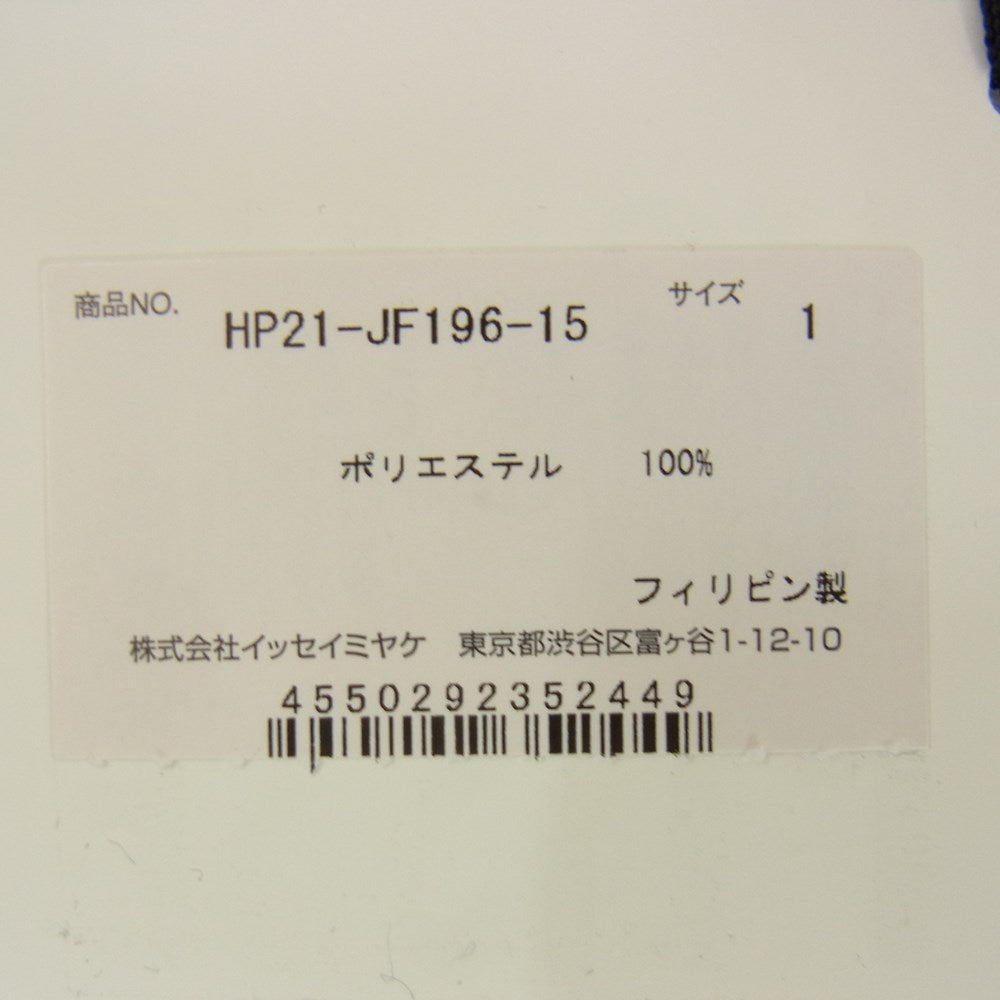 商品NO. HP21-JF196-15 サイズ 1
ポリエステル 100%
フィリピン製
株式会社イッセイミヤケ 東京都渋谷区富ヶ谷1-12-10
4550292352449